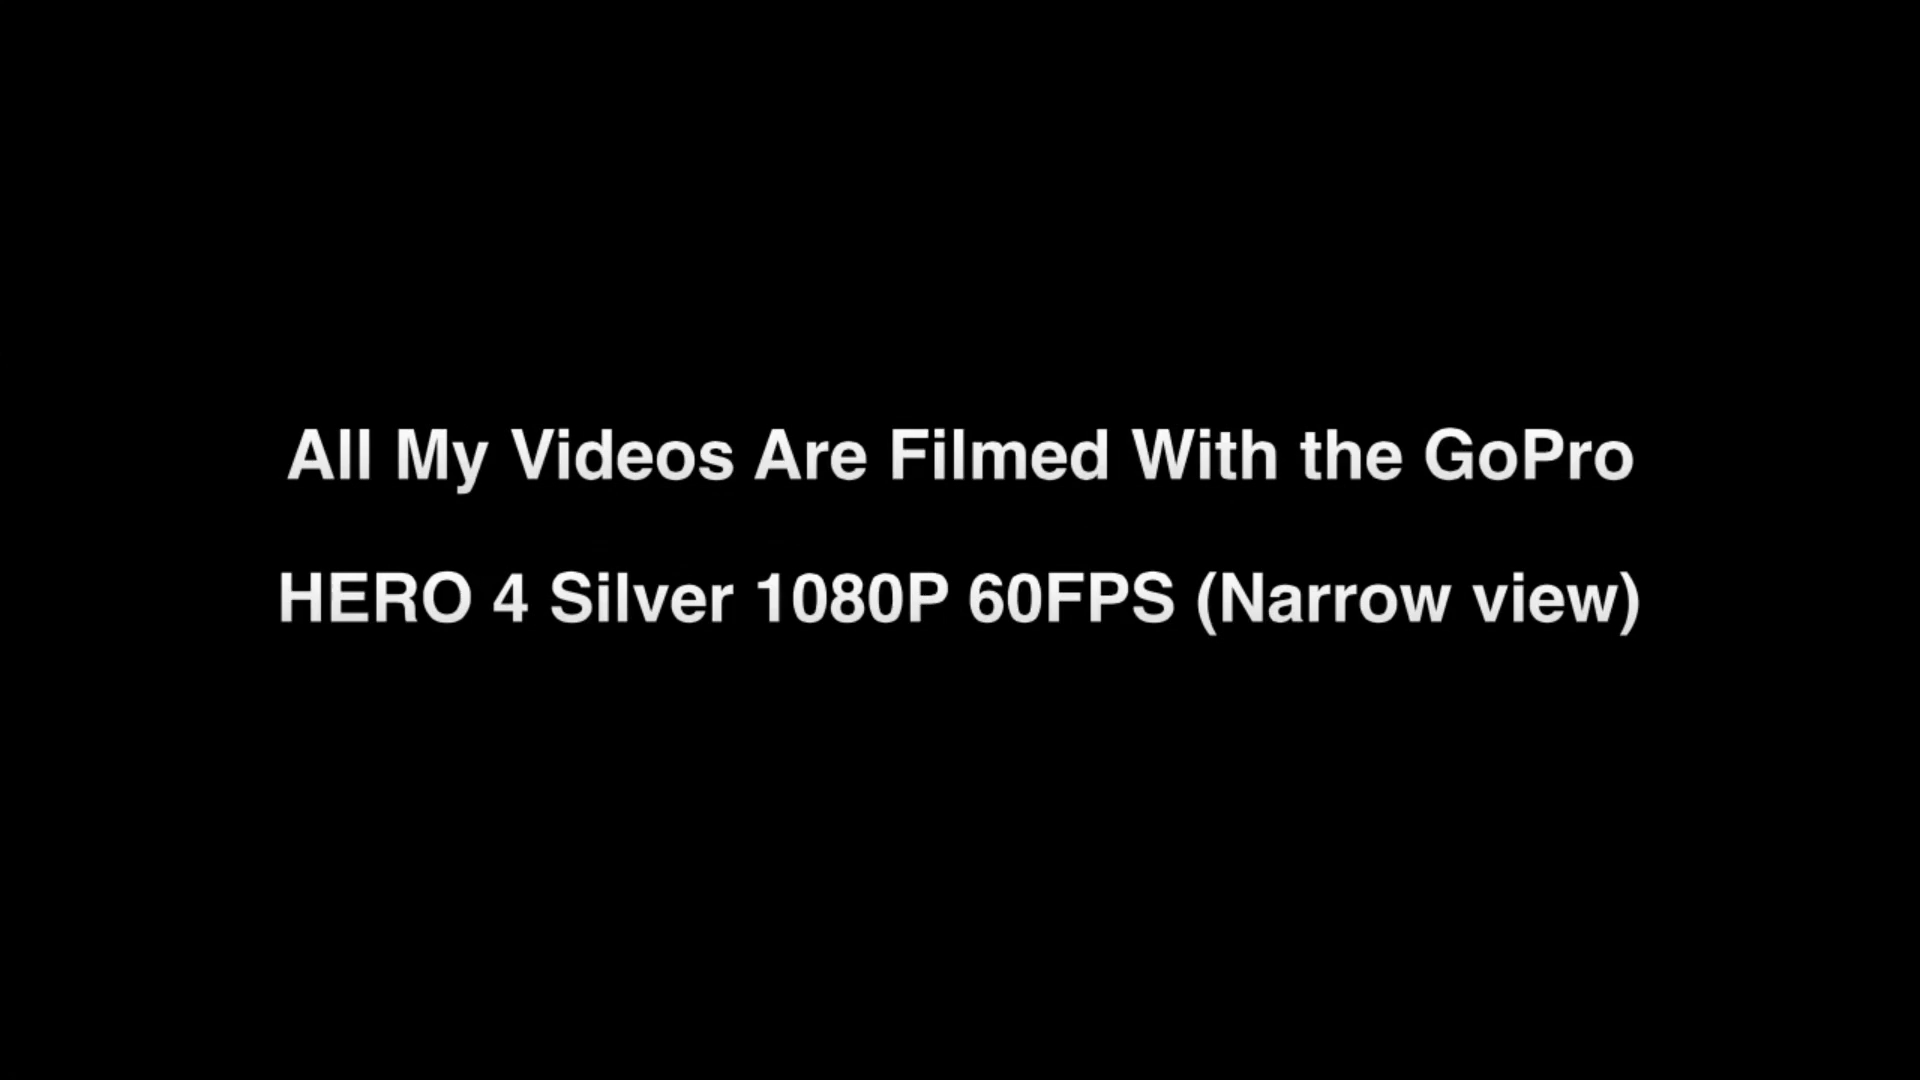 All My Videos Are Filmed With the GoPro
HERO 4 Silver 1080P 60FPS (Narrow view)